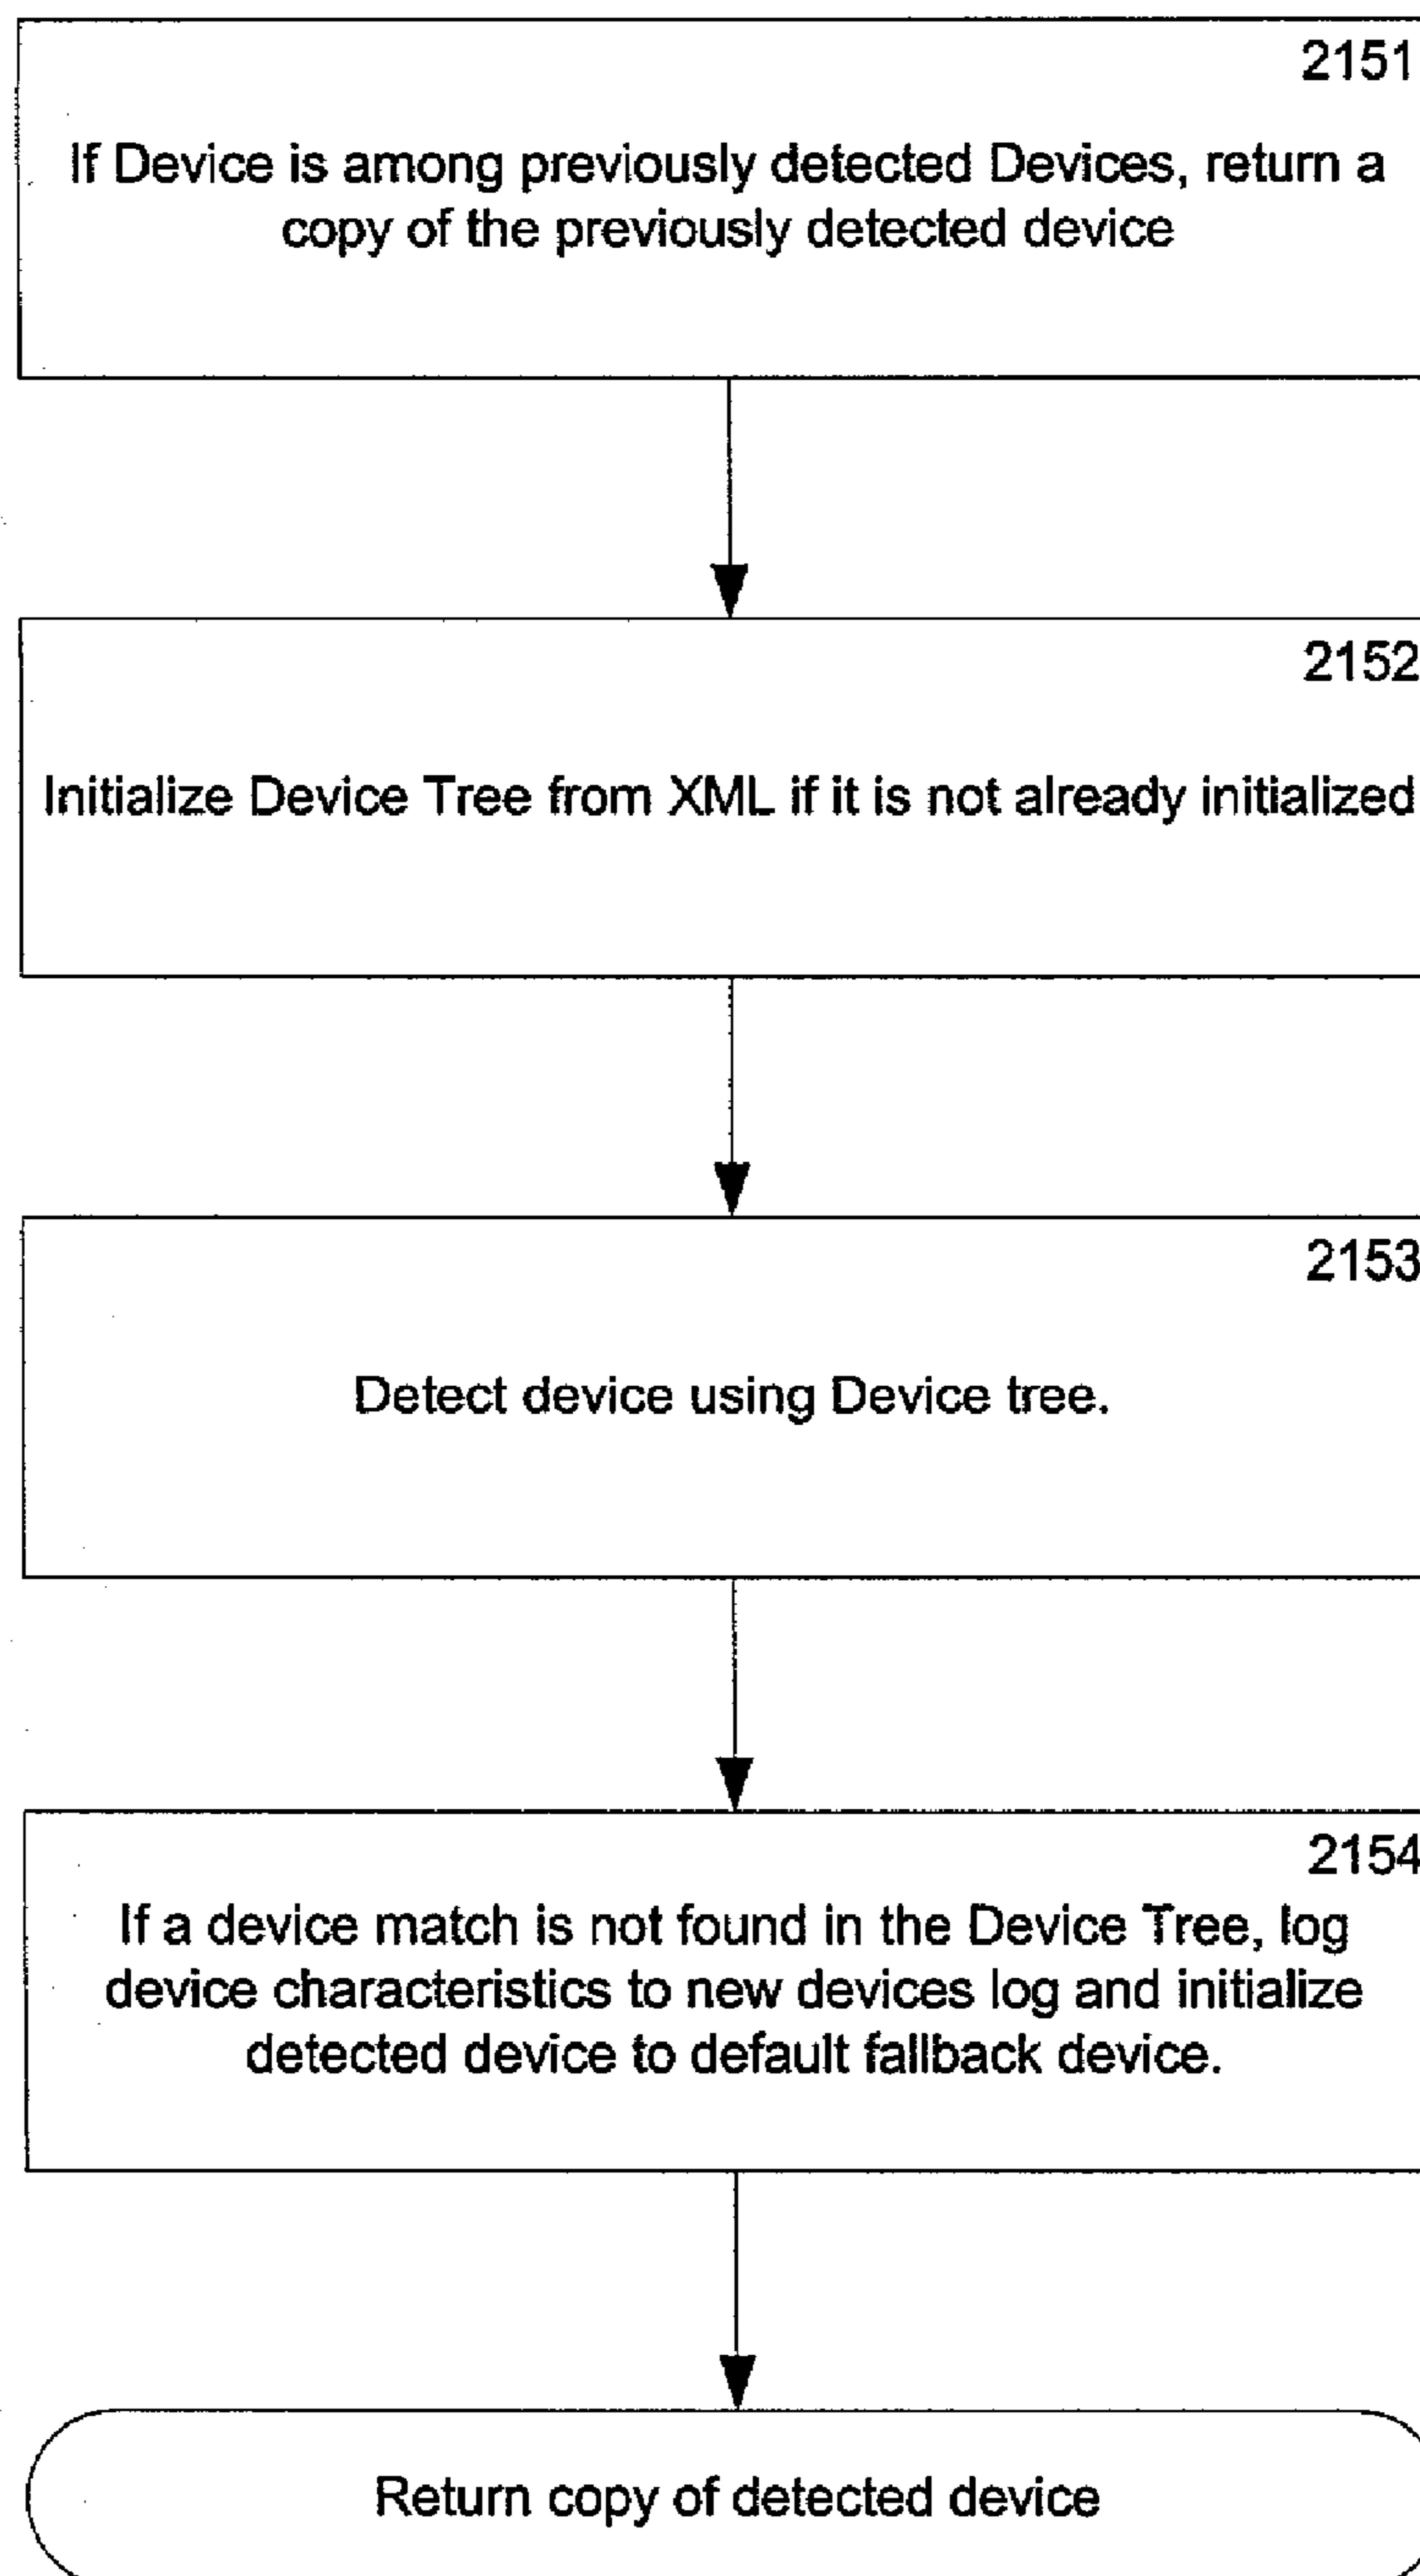 2151
If Device is among previously detected Devices, return a
copy of the previously detected device
2152
Initialize Device Tree from XML if it is not already initialized
2153
Detect device using Device tree.
2154
If a device match is not found in the Device Tree, log
device characteristics to new devices log and initialize
detected device to default fallback device.
Return copy of detected device